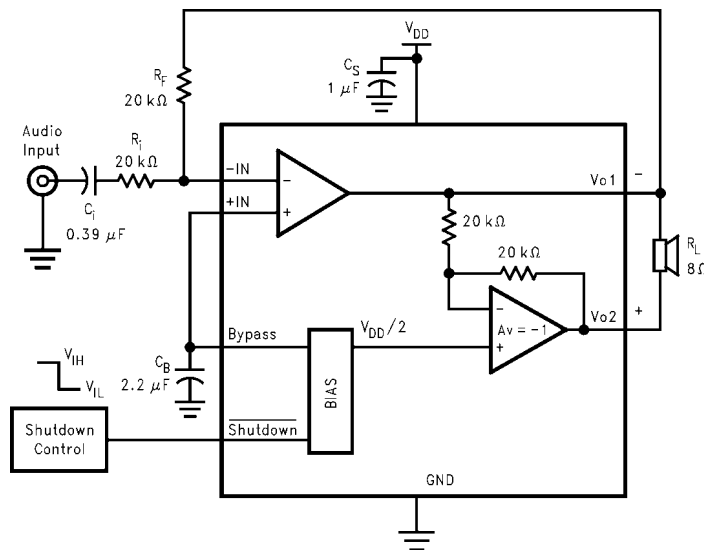 VDD
CS
1 μF
RF
20 kΩ
Audio
Input
Ri
20 kΩ
Ci
0.39 μF
-IN
+IN
-
+
Vo1
-
20 kΩ
20 kΩ
RL
8Ω
-
Av = -1
+
Vo2
+
Bypass
VDD/2
CB
2.2 μF
BIAS
VIH
VIL
Shutdown
Control
Shutdown
GND